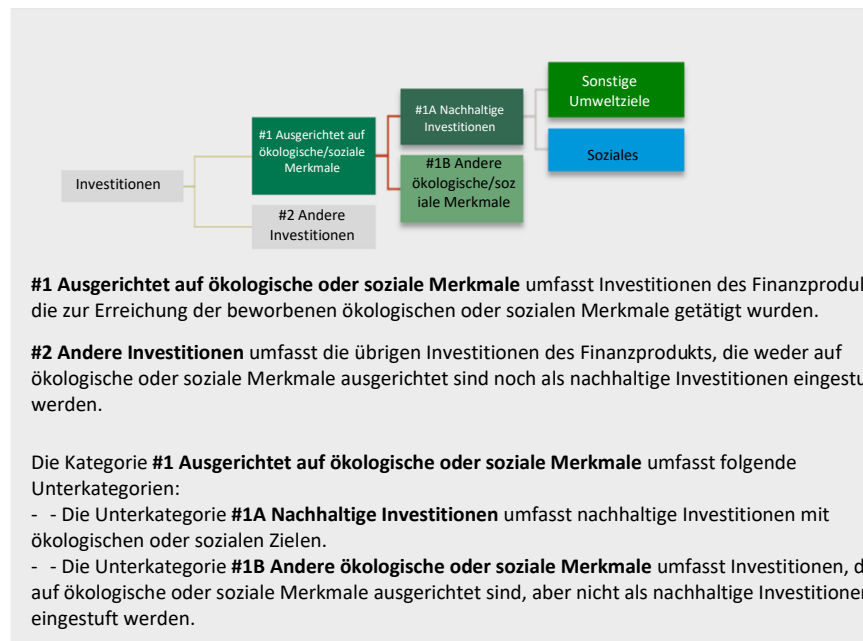 Sonstige
Umweltziele
#1A Nachhaltige
Investitionen
#1 Ausgerichtet auf
ökologische/soziale
Merkmale
Soziales
#1B Andere
ökologische/soz
iale Merkmale
Investitionen
#2 Andere
Investitionen
#1 Ausgerichtet auf ökologische oder soziale Merkmale umfasst Investitionen des
die zur Erreichung der beworbenen ökologischen oder sozialen Merkmale getätigt wurden.
#2 Andere Investitionen umfasst die übrigen Investitionen des Finanzprodukts, die weder auf
ökologische oder soziale Merkmale ausgerichtet sind noch als nachhaltige Investitionen
werden.
Die Kategorie #1 Ausgerichtet auf ökologische oder soziale Merkmale umfasst folgende
Unterkategorien:
- - Die Unterkategorie #1A Nachhaltige Investitionen umfasst nachhaltige Investitionen mit
ökologischen oder sozialen Zielen.
- - Die Unterkategorie #1B Andere ökologische oder soziale Merkmale umfasst Investitionen,
auf ökologische oder soziale Merkmale ausgerichtet sind, aber nicht als nachhaltige
eingestuft werden.